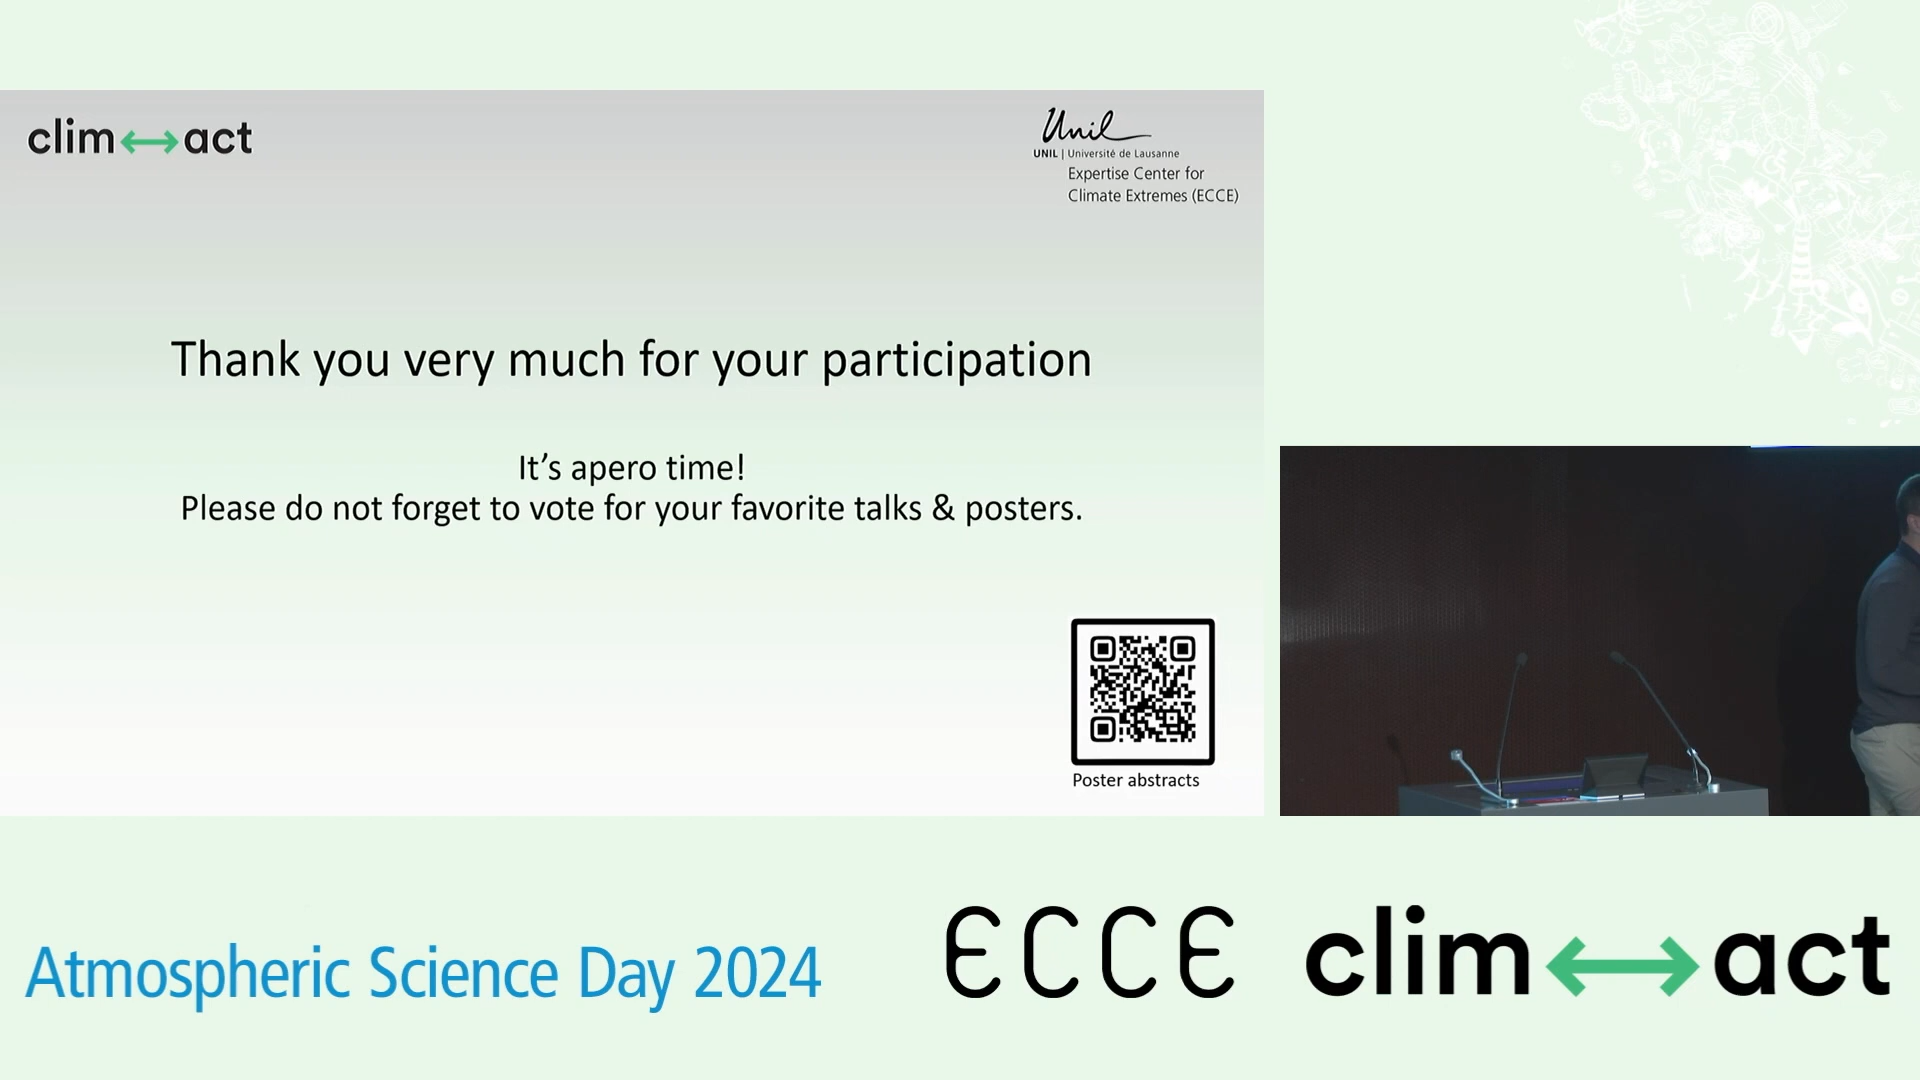 clim↔act
Unil
UNIL | Université de Lausanne
Expertise Center for
Climate Extremes (ECCE)
Thank you very much for your participation
It’s apero time!
Please do not forget to vote for your favorite talks & posters.
Poster abstracts
Atmospheric Science Day 2024
ECCE
clim↔act